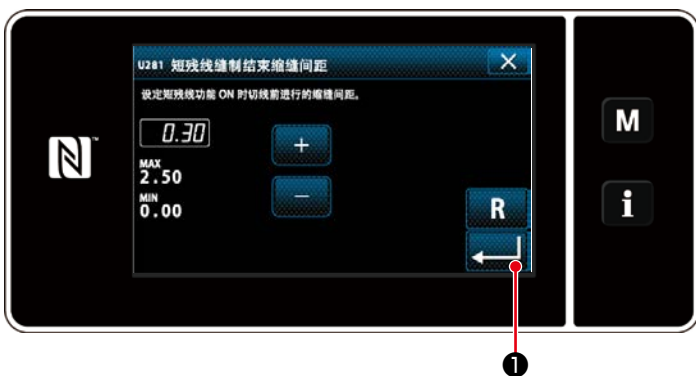 U281 短残线缝制结束缩缝间距
设定短残线功能 ON 时切线前进行的缩缝间距。
0.30
MAX
2.50
MIN
0.00
+
−
R
M
i
N
❶